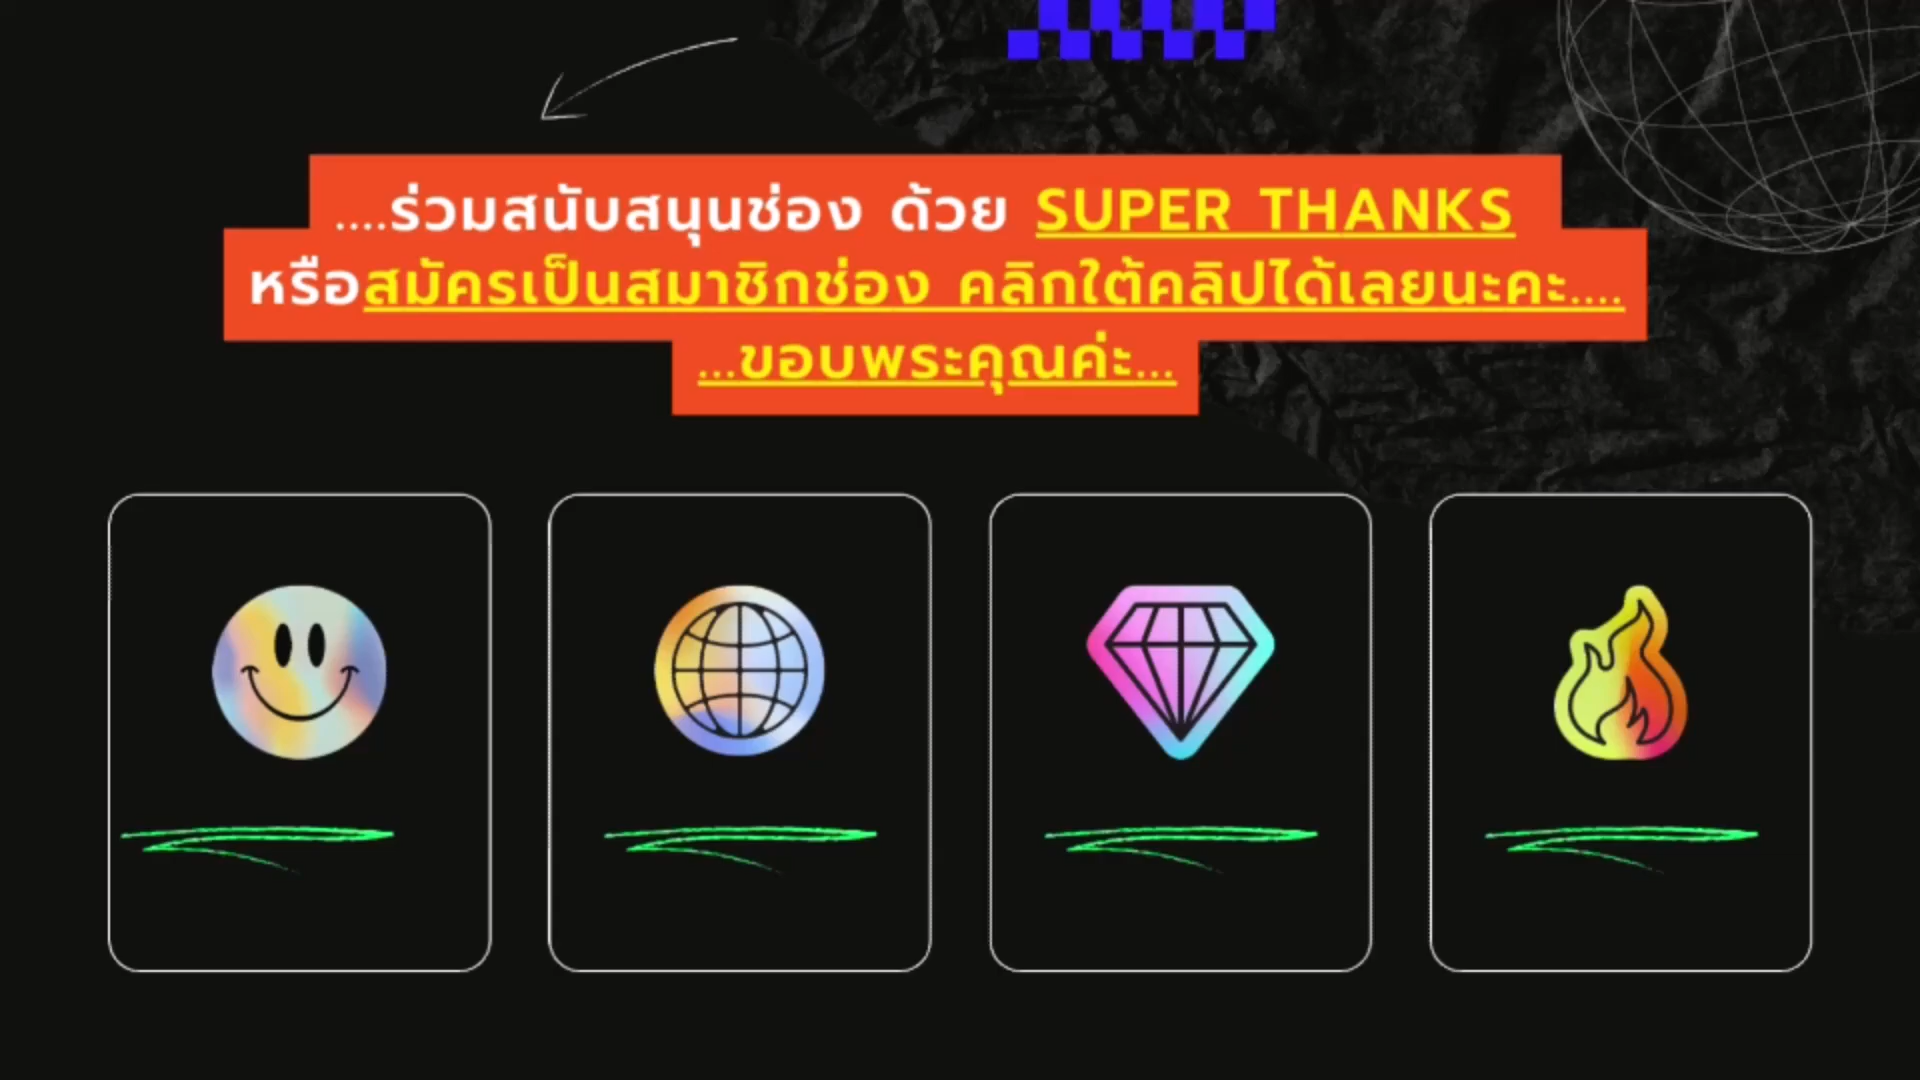 ....ร่วมสนับสนุนช่อง ด้วย SUPER THANKS
หรือสมัครเป็นสมาชิกช่อง คลิกใต้คลิปได้เลยนะคะ....
...ขอบพระคุณค่ะ...